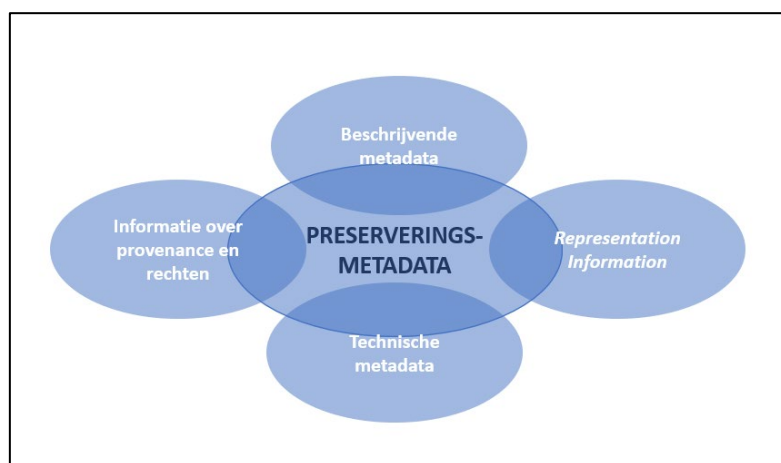 Beschrijvende
metadata
Informatie over
provenance en
rechten
PRESERVERINGS-
METADATA
Representation
Information
Technische
metadata